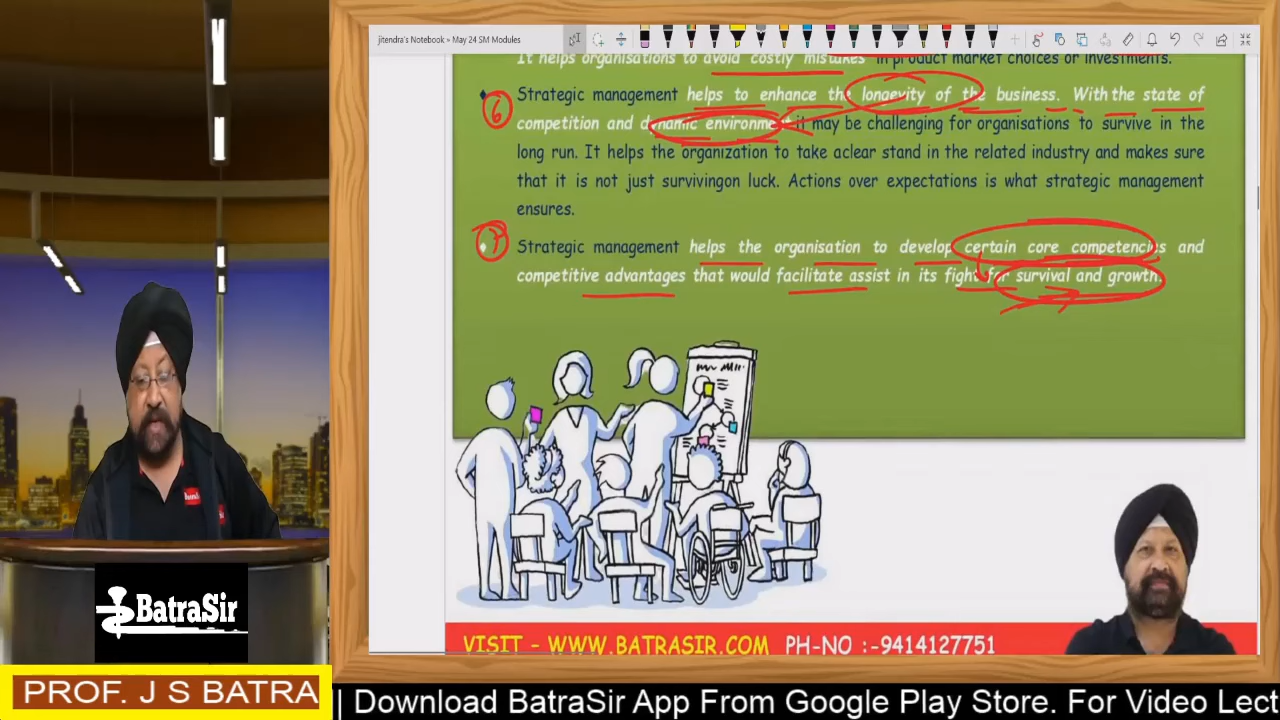 jitendra's Notebook » May 24 SM Modules
It helps organisations to avoid costly mistakes in product market choices or investments.
6
Strategic management helps to enhance the longevity of the business. With the state of
competition and dynamic environment it may be challenging for organisations to survive in the
long run. It helps the organization to take aclear stand in the related industry and makes sure
that it is not just survivingon luck. Actions over expectations is what strategic management
ensures.
7
Strategic management helps the organisation to develop certain core competencies and
competitive advantages that would facilitate assist in its fight for survival and growth.
BatraSir
VISIT - WWW.BATRASIR.COM PH-NO :-9414127751
PROF. J S BATRA
|| Download BatraSir App From Google Play Store. For Video Lect